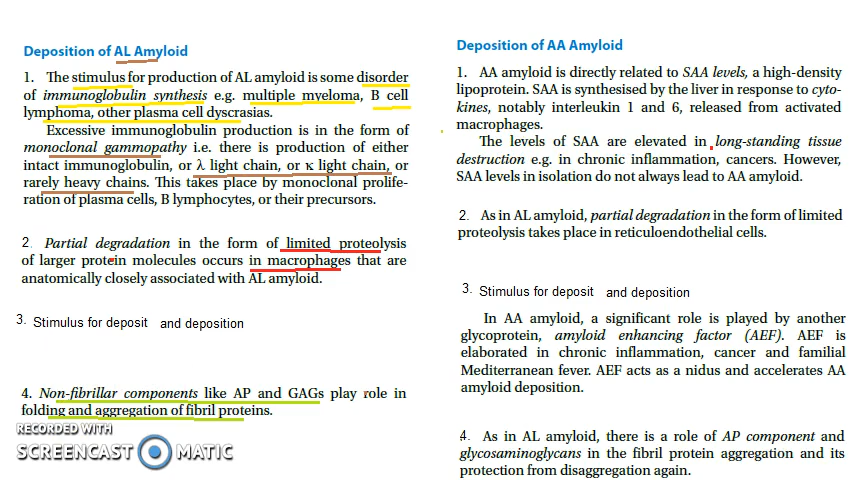 Deposition of AL Amyloid
1. The stimulus for production of AL amyloid is some disorder
of immunoglobulin synthesis e.g. multiple myeloma, B cell
lymphoma, other plasma cell dyscrasias.
Excessive immunoglobulin production is in the form of
monoclonal gammopathy i.e. there is production of either
intact immunoglobulin, or λ light chain, or κ light chain, or
rarely heavy chains. This takes place by monoclonal prolife-
ration of plasma cells, B lymphocytes, or their precursors.
2. Partial degradation in the form of limited proteolysis
of larger protein molecules occurs in macrophages that are
anatomically closely associated with AL amyloid.
3. Stimulus for deposit and deposition
4. Non-fibrillar components like AP and GAGs play role in
folding and aggregation of fibril proteins.
RECORDED WITH
SCREENCAST MATIC
Deposition of AA Amyloid
1. AA amyloid is directly related to SAA levels, a high-density
lipoprotein. SAA is synthesised by the liver in response to cyto-
kines, notably interleukin 1 and 6, released from activated
macrophages.
The levels of SAA are elevated in long-standing tissue
destruction e.g. in chronic inflammation, cancers. However,
SAA levels in isolation do not always lead to AA amyloid.
2. As in AL amyloid, partial degradation in the form of limited
proteolysis takes place in reticuloendothelial cells.
3. Stimulus for deposit and deposition
In AA amyloid, a significant role is played by another
glycoprotein, amyloid enhancing factor (AEF). AEF is
elaborated in chronic inflammation, cancer and familial
Mediterranean fever. AEF acts as a nidus and accelerates AA
amyloid deposition.
4. As in AL amyloid, there is a role of AP component and
glycosaminoglycans in the fibril protein aggregation and its
protection from disaggregation again.